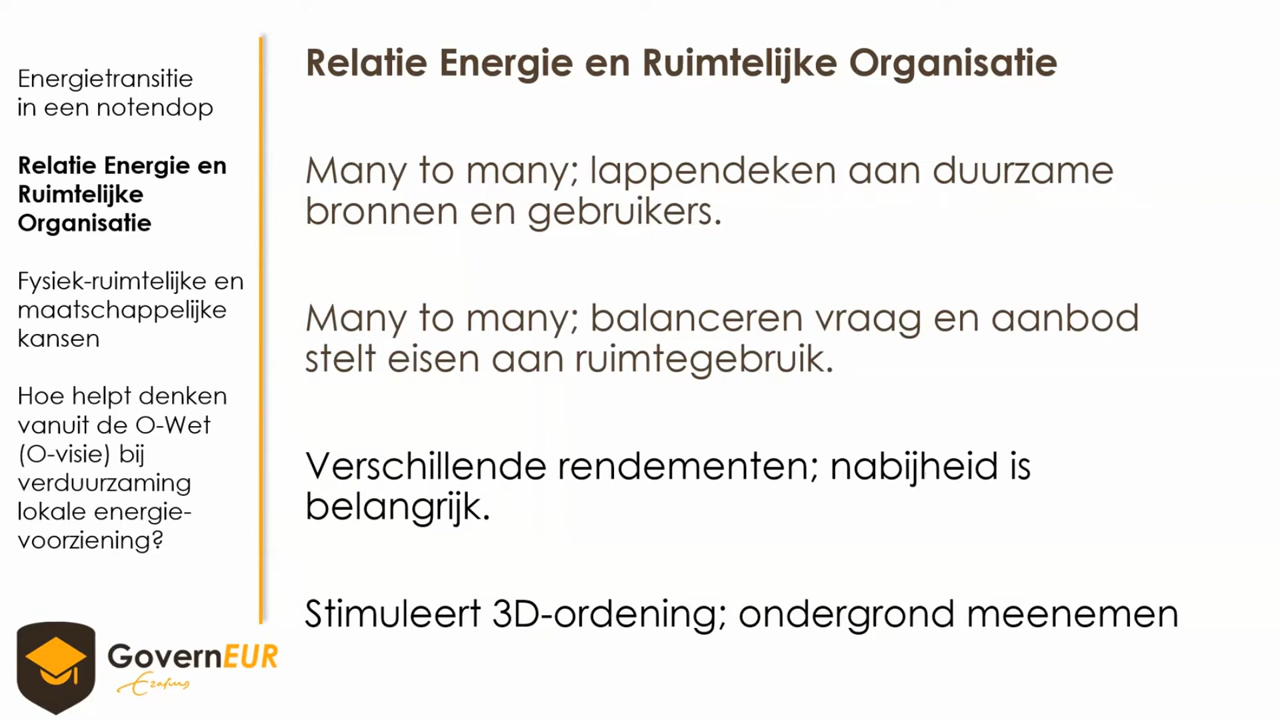 Energietransitie
in een notendop
Relatie Energie en
Ruimtelijke
Organisatie
Fysiek-ruimtelijke en
maatschappelijke
kansen
Hoe helpt denken
vanuit de O-Wet
(O-visie) bij
verduurzaming
lokale energie-
voorziening?
GovernEUR
Erasmus
Relatie Energie en Ruimtelijke Organisatie
Many to many; lappendeken aan duurzame
bronnen en gebruikers.
Many to many; balanceren vraag en aanbod
stelt eisen aan ruimtegebruik.
Verschillende rendementen; nabijheid is
belangrijk.
Stimuleert 3D-ordening; ondergrond meenemen